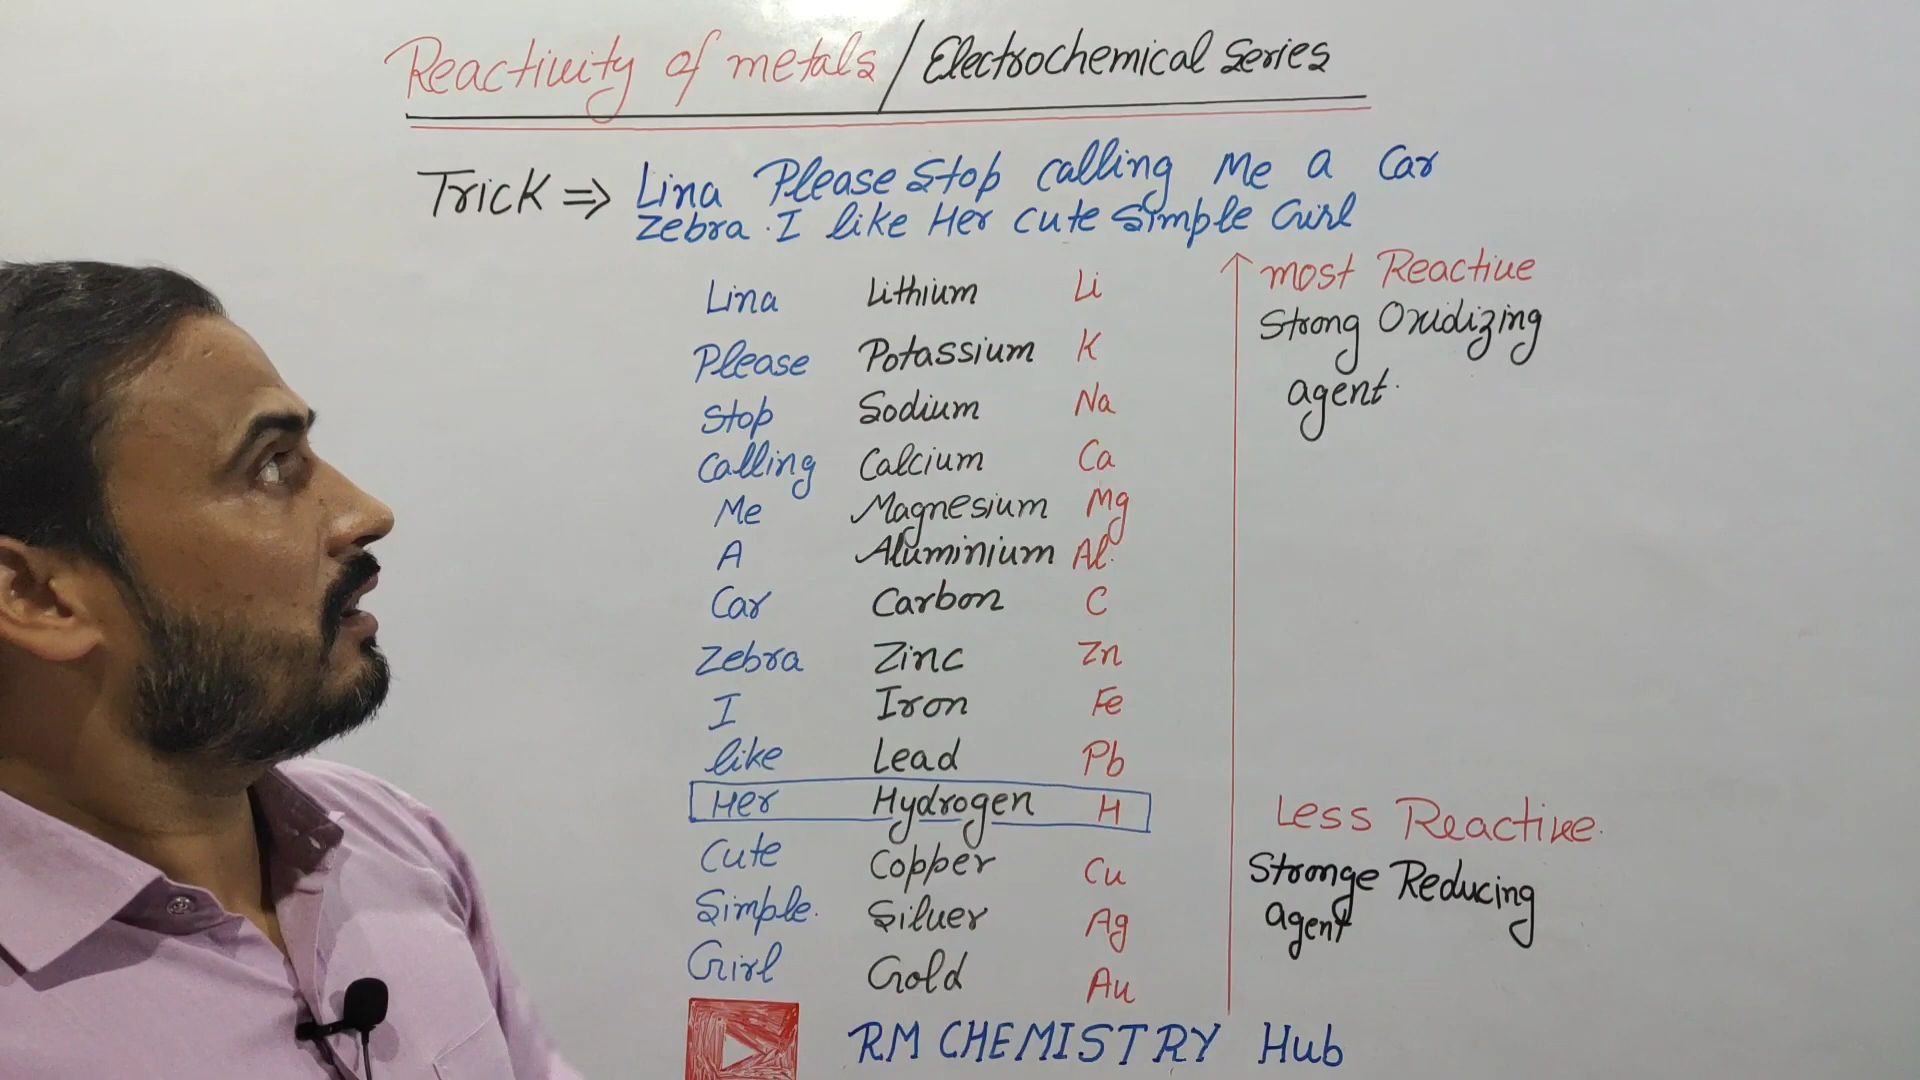 Reactivity of metals / Electrochemical Series
Trick ⇒ Lina Please Stop calling Me a Car
Zebra. I like Her cute Simple Girl
Lina Lithium Li
Please Potassium K
Stop Sodium Na
Calling Calcium Ca
Me Magnesium Mg
A Aluminium Al
Car Carbon C
Zebra Zinc Zn
I Iron Fe
like Lead Pb
Her Hydrogen H
Cute Copper Cu
Simple. Silver Ag
Girl Gold Au
most Reactive
Strong Oxidizing
agent.
Less Reactive.
Stronge Reducing
agent
RM CHEMISTRY Hub